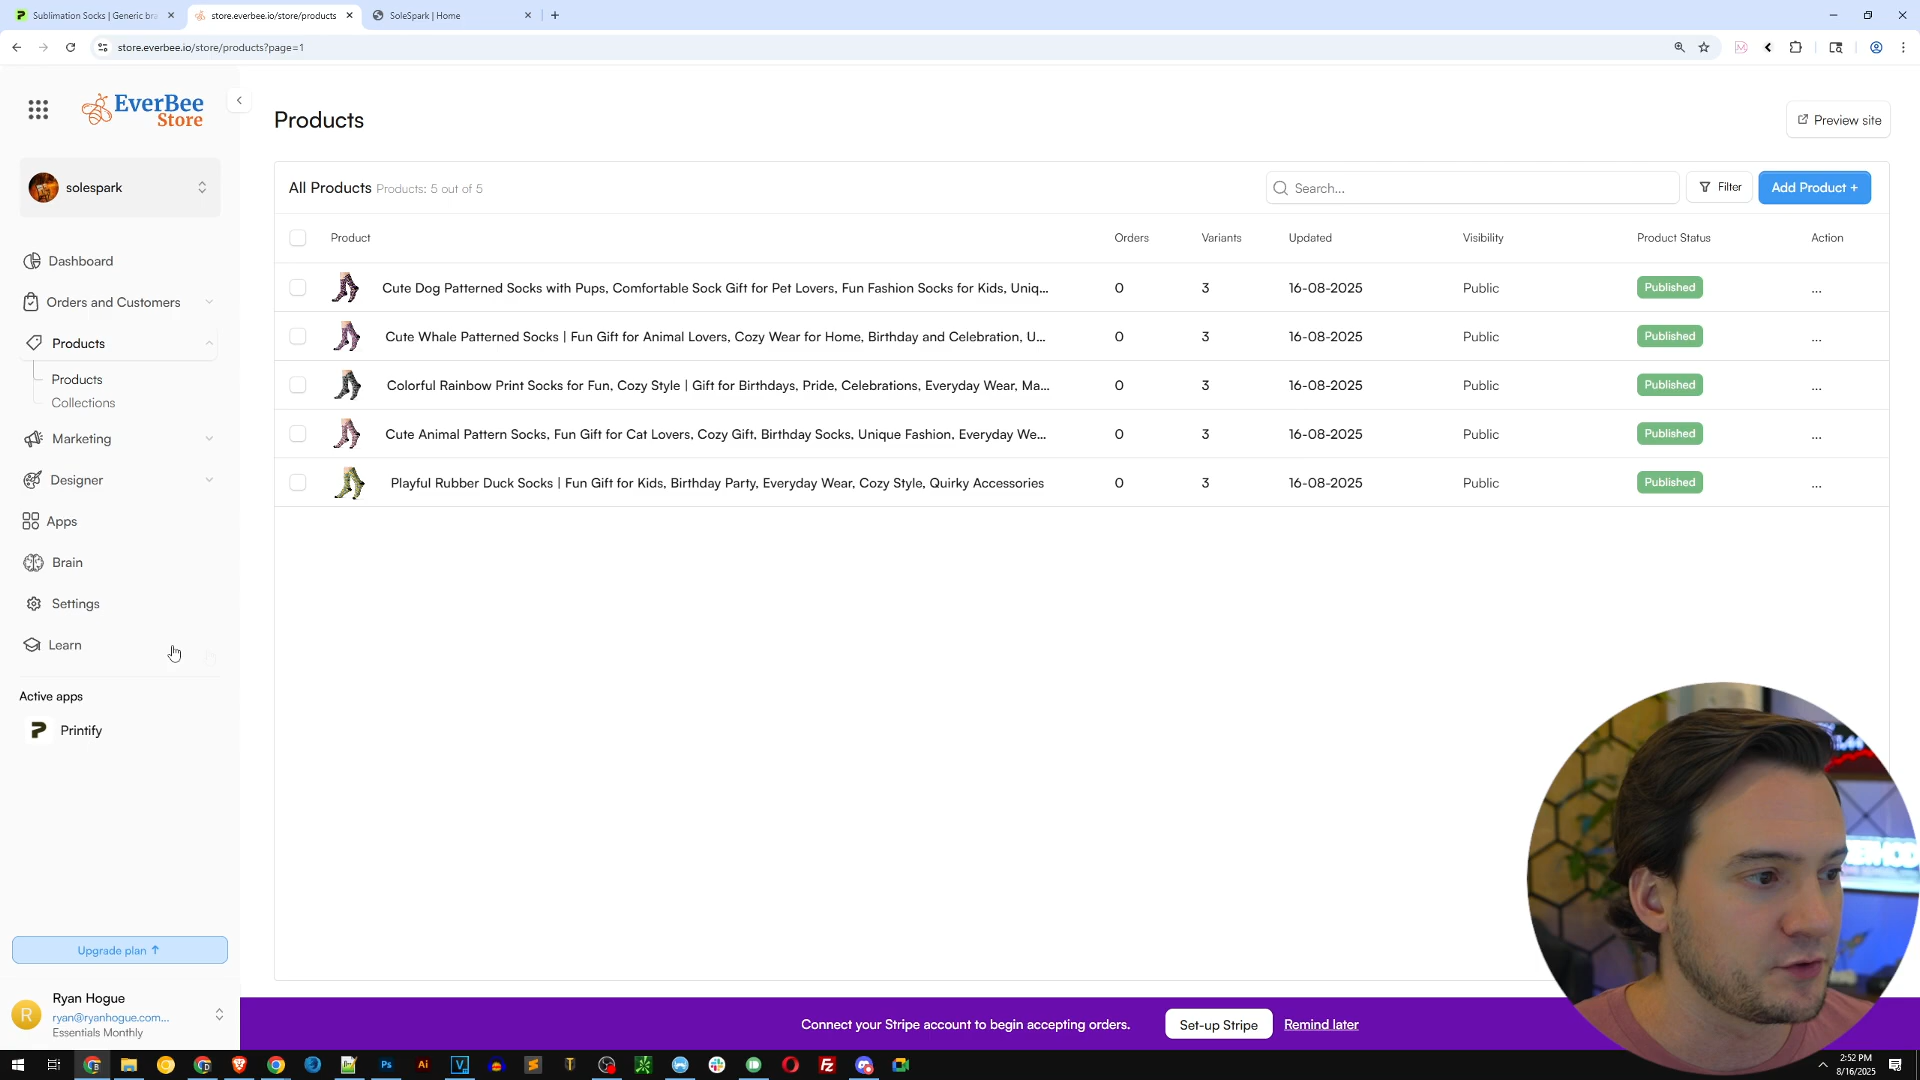 Sublimation Socks | Generic bra
store.everbee.io/store/products
SoleSpark | Home
store.everbee.io/store/products?page=1
EverBee
Store
Products
Preview site
solespark
All Products Products: 5 out of 5
Search...
Filter
Add Product +
Product Orders Variants Updated Visibility Product Status Action
Dashboard
Orders and Customers
Products
Products
Collections
Marketing
Designer
Apps
Brain
Settings
Learn
Active apps
Printify
Cute Dog Patterned Socks with Pups, Comfortable Sock Gift for Pet Lovers, Fun Fashion Socks for Kids, Uniq... 0 3 16-08-2025 Public Published ...
Cute Whale Patterned Socks | Fun Gift for Animal Lovers, Cozy Wear for Home, Birthday and Celebration, U... 0 3 16-08-2025 Public Published ...
Colorful Rainbow Print Socks for Fun, Cozy Style | Gift for Birthdays, Pride, Celebrations, Everyday Wear, Ma... 0 3 16-08-2025 Public Published ...
Cute Animal Pattern Socks, Fun Gift for Cat Lovers, Cozy Gift, Birthday Socks, Unique Fashion, Everyday We... 0 3 16-08-2025 Public Published ...
Playful Rubber Duck Socks | Fun Gift for Kids, Birthday Party, Everyday Wear, Cozy Style, Quirky Accessories 0 3 16-08-2025 Public Published ...
Upgrade plan ↑
R
Ryan Hogue
ryan@ryanhogue.com...
Essentials Monthly
Connect your Stripe account to begin accepting orders.
Set-up Stripe
Remind later
2:52 PM
8/16/2025